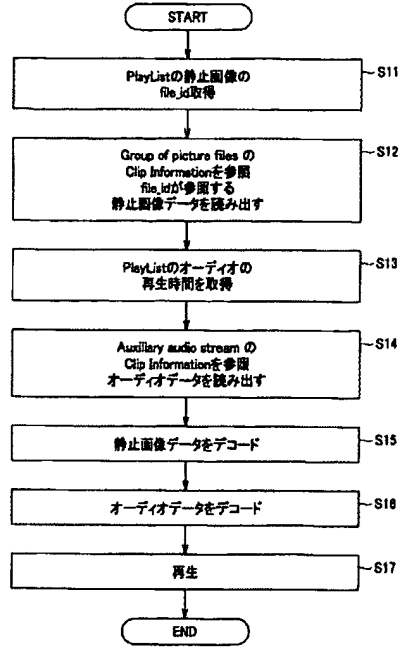 START
PlayListの静止画像の
file_id取得
S11
Group of picture files の
Clip Informationを参照
file_idが参照する
静止画像データを読み出す
S12
PlayListのオーディオの
再生時間を取得
S13
Auxiliary audio stream の
Clip Informationを参照
オーディオデータを読み出す
S14
静止画像データをデコード
S15
オーディオデータをデコード
S16
再生
S17
END